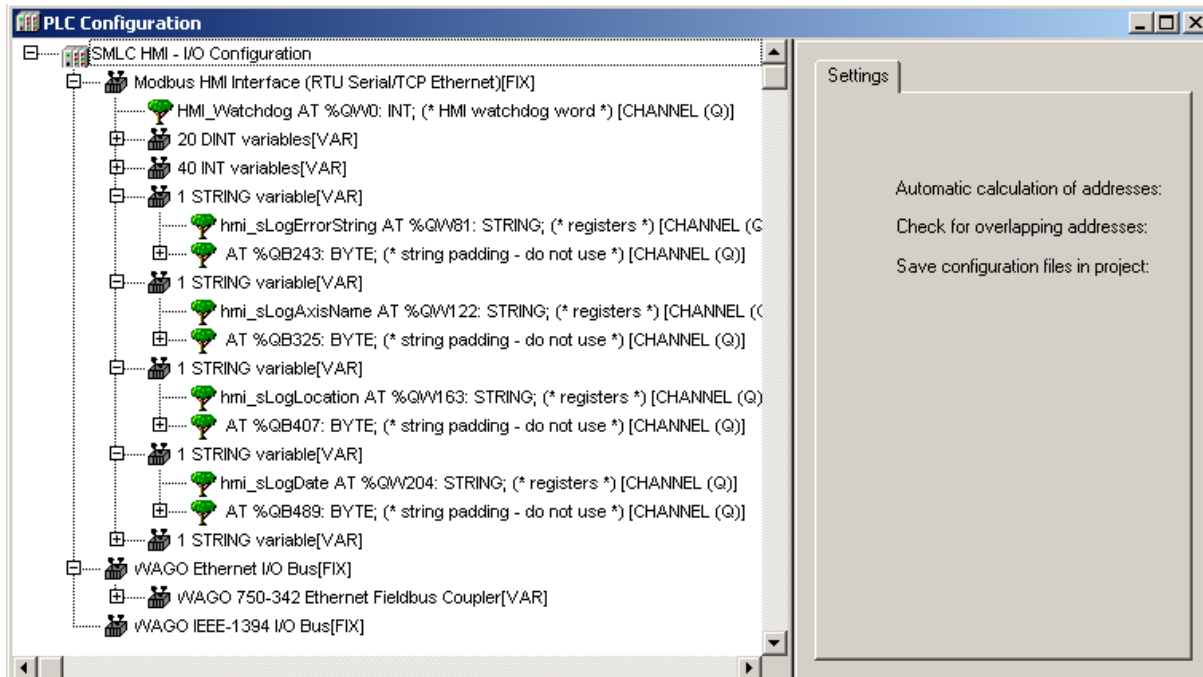 PLC Configuration
SMLC HMI - I/O Configuration
Modbus HMI Interface (RTU Serial/TCP Ethernet)[FIX]
HMI_Watchdog AT %QW0: INT; (* HMI watchdog word *) [CHANNEL (Q)]
20 DINT variables[VAR]
40 INT variables[VAR]
1 STRING variable[VAR]
hmi_sLogErrorString AT %QW81: STRING; (* registers *) [CHANNEL (Q
AT %QB243: BYTE; (* string padding - do not use *) [CHANNEL (Q)]
1 STRING variable[VAR]
hmi_sLogAxisName AT %QW122: STRING; (* registers *) [CHANNEL (Q
AT %QB325: BYTE; (* string padding - do not use *) [CHANNEL (Q)]
1 STRING variable[VAR]
hmi_sLogLocation AT %QW163: STRING; (* registers *) [CHANNEL (Q)
AT %QB407: BYTE; (* string padding - do not use *) [CHANNEL (Q)]
1 STRING variable[VAR]
hmi_sLogDate AT %QW204: STRING; (* registers *) [CHANNEL (Q)]
AT %QB489: BYTE; (* string padding - do not use *) [CHANNEL (Q)]
1 STRING variable[VAR]
WAGO Ethernet I/O Bus[FIX]
WAGO 750-342 Ethernet Fieldbus Coupler[VAR]
WAGO IEEE-1394 I/O Bus[FIX]
Settings
Automatic calculation of addresses:
Check for overlapping addresses:
Save configuration files in project: